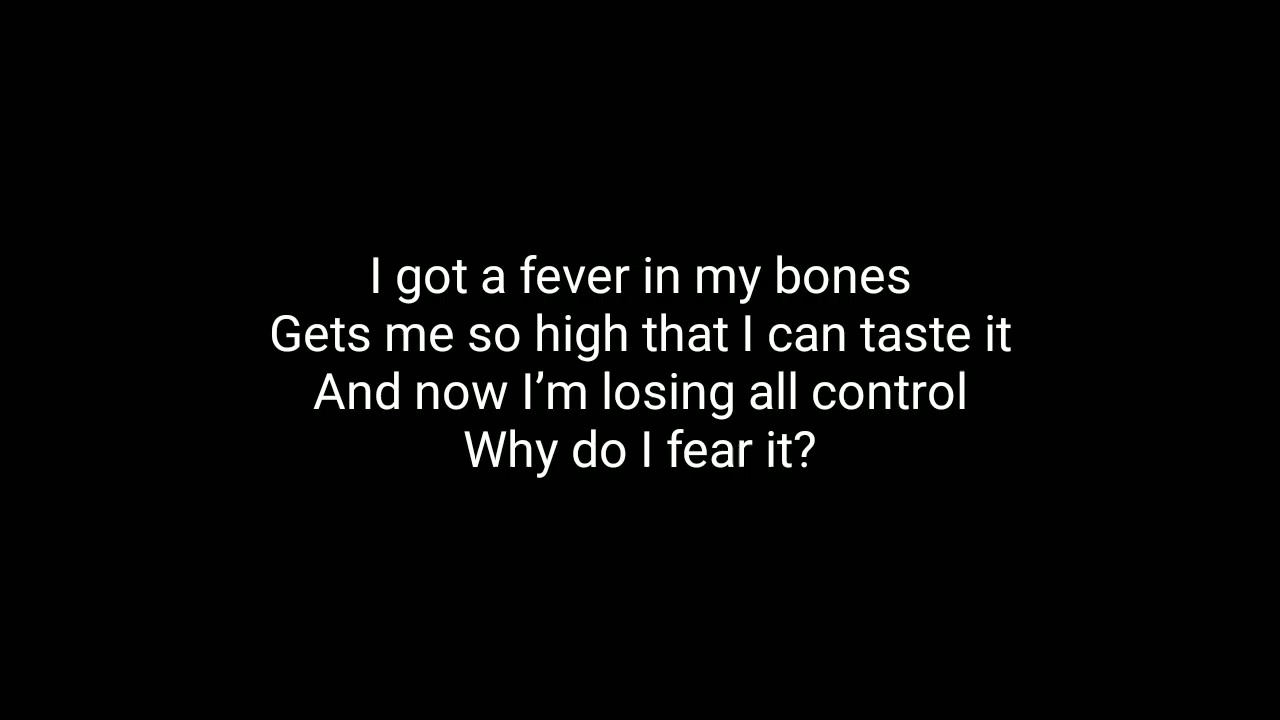 I got a fever in my bones
Gets me so high that I can taste it
And now I’m losing all control
Why do I fear it?